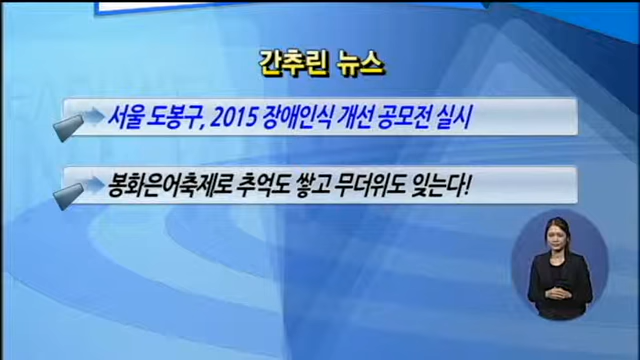 간추린 뉴스
서울 도봉구, 2015 장애인식 개선 공모전 실시
봉화은어축제로 추억도 쌓고 무더위도 잊는다!